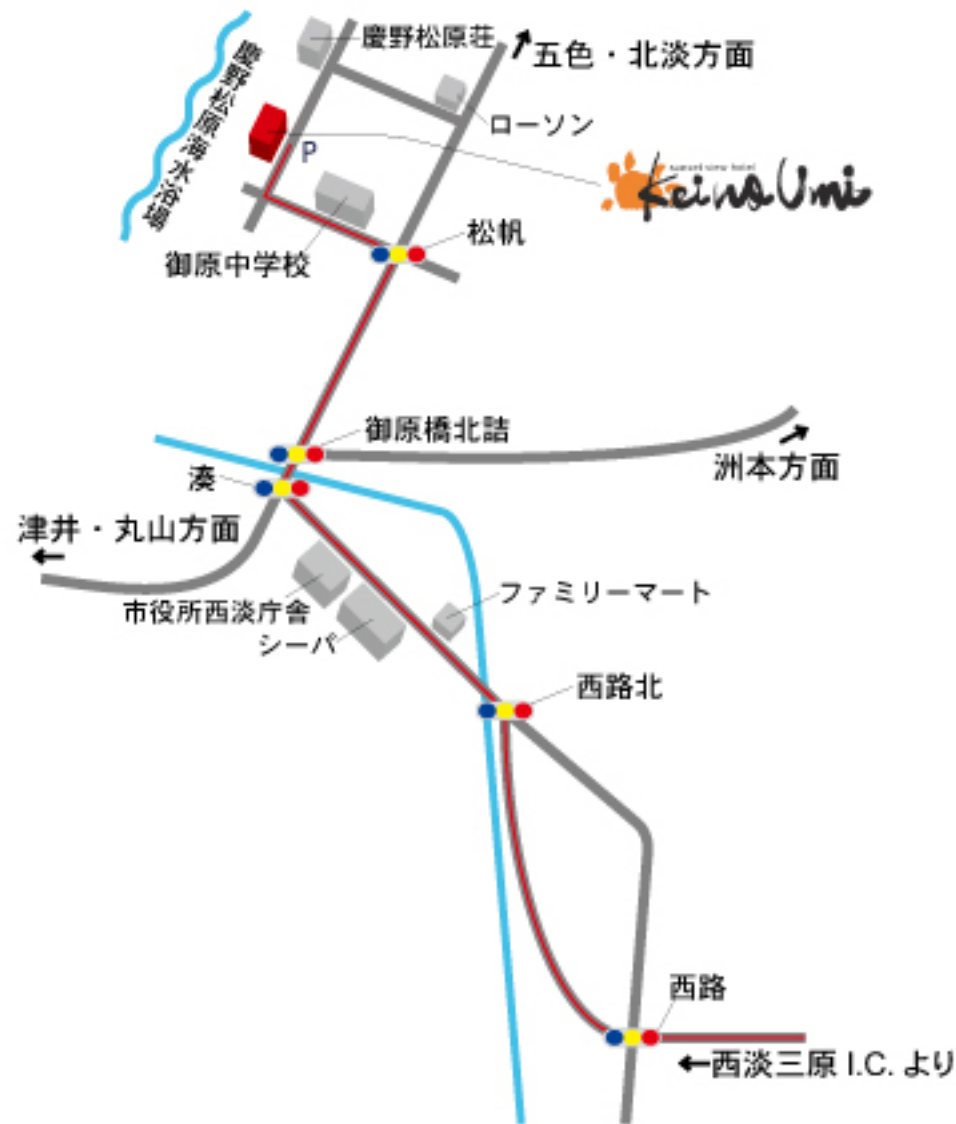 慶野松原荘
五色・北淡方面
慶野松原海水浴場
ローソン
P
sunset view hotel
Keino Umi
松帆
御原中学校
御原橋北詰
洲本方面
湊
津井・丸山方面
市役所西淡庁舎
シーパ
ファミリーマート
西路北
西路
西淡三原 I.C. より